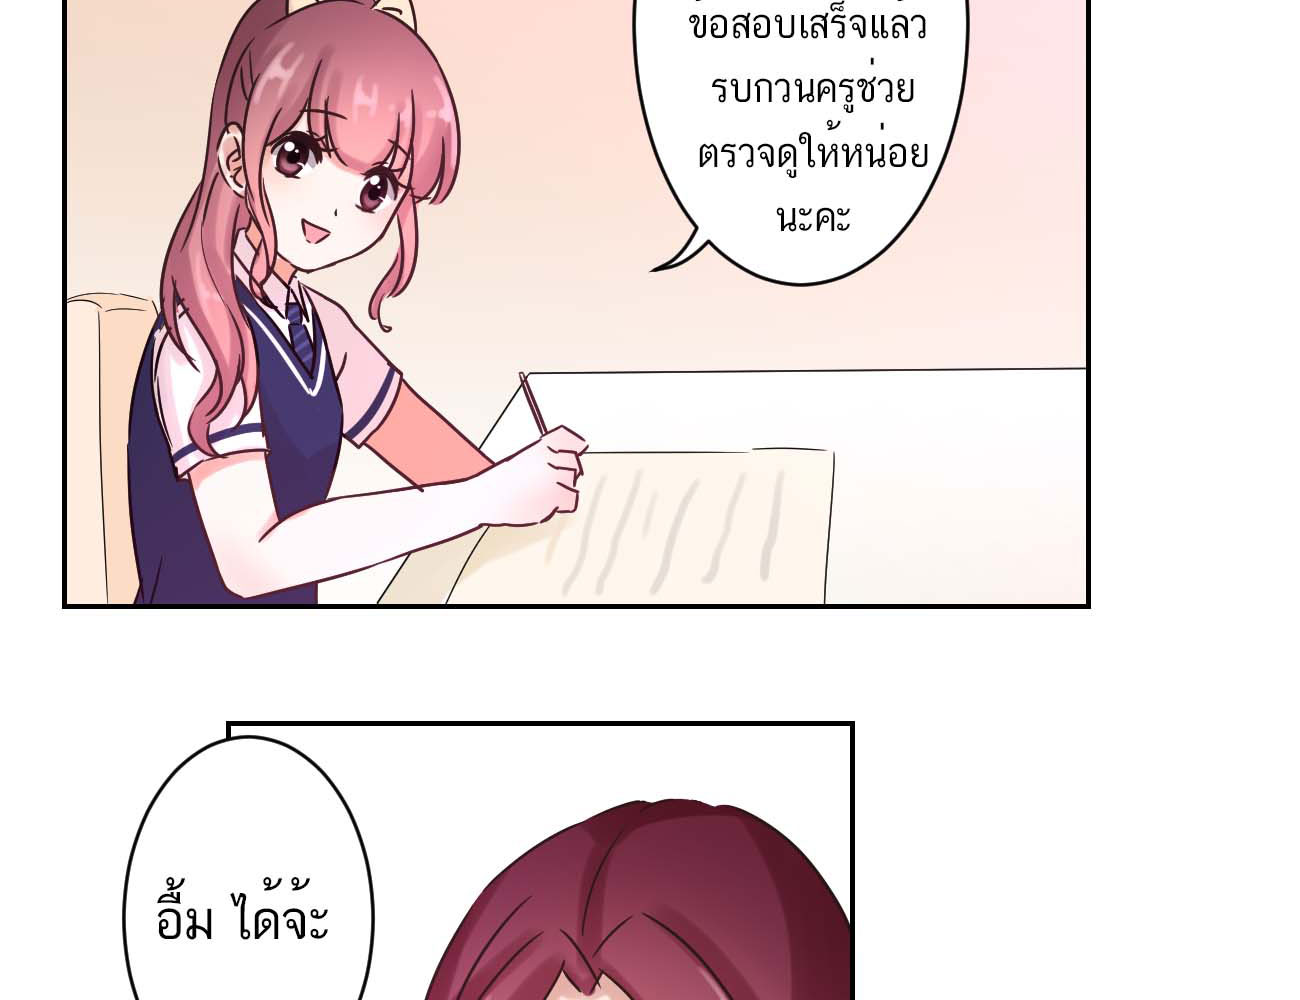 ข้อสอบเสร็จแล้ว
รบกวนครูช่วย
ตรวจดูให้หน่อย
นะคะ
อื้ม ได้จ้ะ